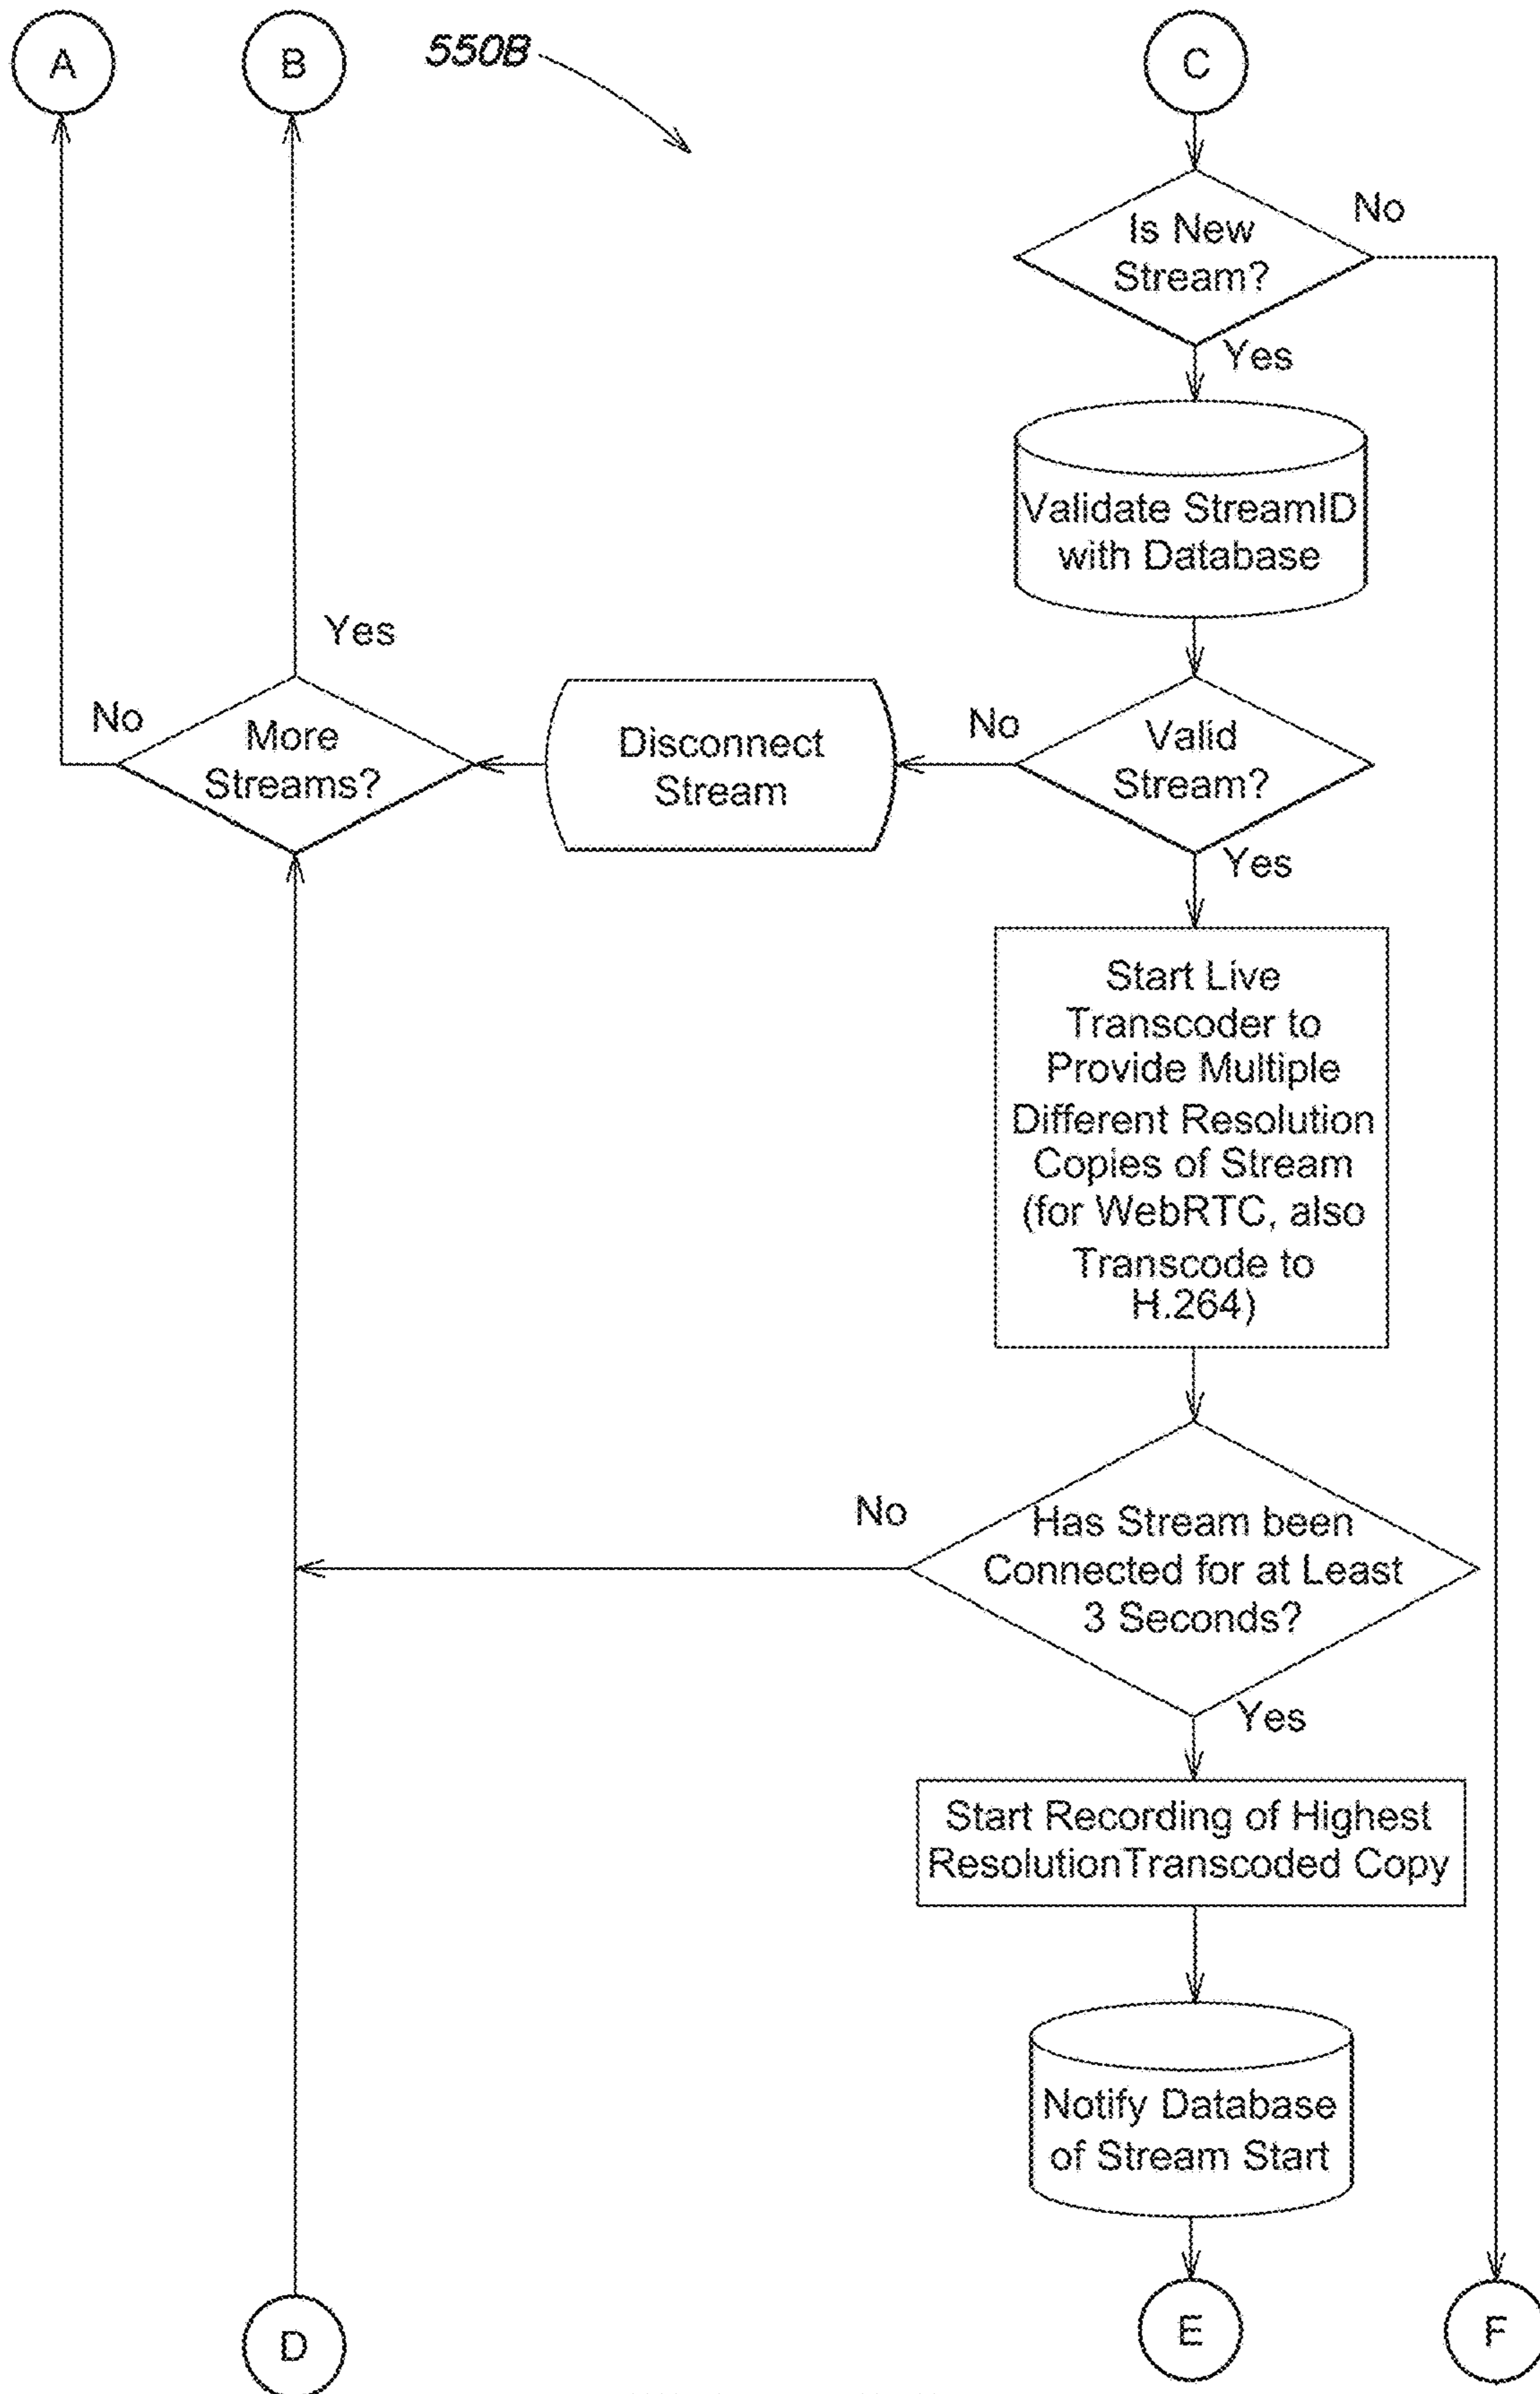 A
B
550B
C
Is New
Stream?
No
Yes
Validate StreamID
with Database
Yes
No
More
Streams?
Disconnect
Stream
No
Valid
Stream?
Yes
Start Live
Transcoder to
Provide Multiple
Different Resolution
Copies of Stream
(for WebRTC, also
Transcode to
H.264)
No
Has Stream been
Connected for at Least
3 Seconds?
Yes
Start Recording of Highest
ResolutionTranscoded Copy
Notify Database
of Stream Start
D
E
F